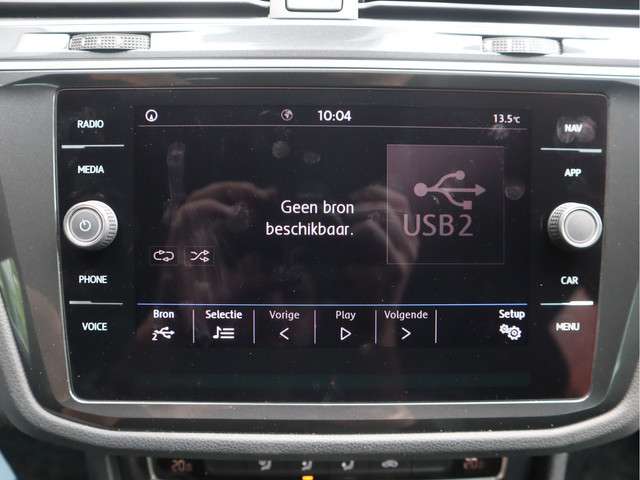 10:04
13.5°C
RADIO
MEDIA
PHONE
VOICE
NAV
APP
CAR
MENU
Geen bron
beschikbaar.
USB2
Bron
Selectie
Vorige
Play
Volgende
Setup
2